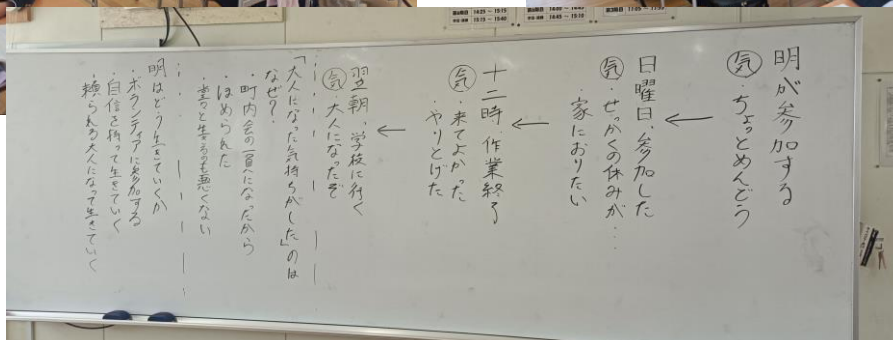 明が参加する
気・ちょっとめんどう
日曜日、参加した
気・せっかくの休みが...
・家におりたい
十二時、作業終了
気・来てよかった
・やりとげた
翌朝、学校に行く
気・大人になったぞ
「大人になった気持ちがした」のは
なぜ?
・町内会の一員になったから
・ほめられた
・堂々と生きるのも悪くない
明はどう生きていくか
・ボランティアに参加する
・自信を持って生きていく
・頼られる大人になって生きていく